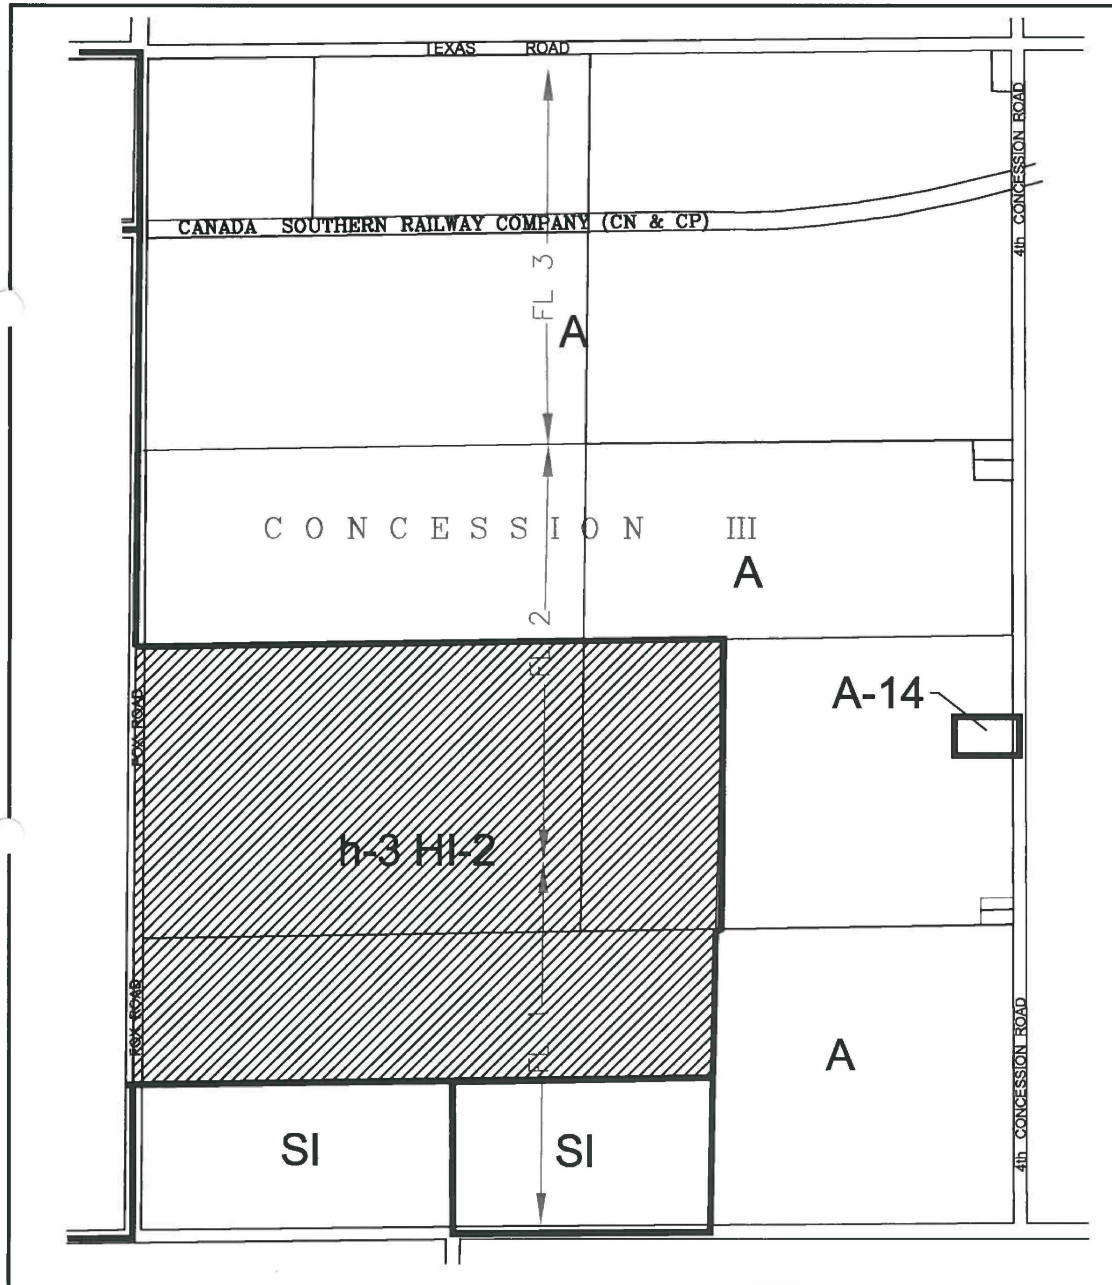 TEXAS ROAD
4th CONCESSION ROAD
CANADA SOUTHERN RAILWAY COMPANY (CN & CP)
FL 3
A
CONCESSION III
A
FL 2
FL
A-14
FOX ROAD
h-3 HI-2
FOX ROAD
FL 1
A
4th CONCESSION ROAD
SI
SI